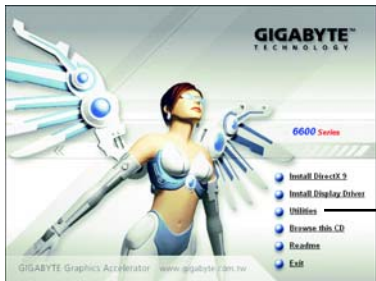 GIGABYTE™
TECHNOLOGY
6600 Series
Install DirectX 9
Install Display Driver
Utilities
Browse this CD
Readme
Exit
GIGABYTE Graphics Accelerator www.gigabyte.com.tw